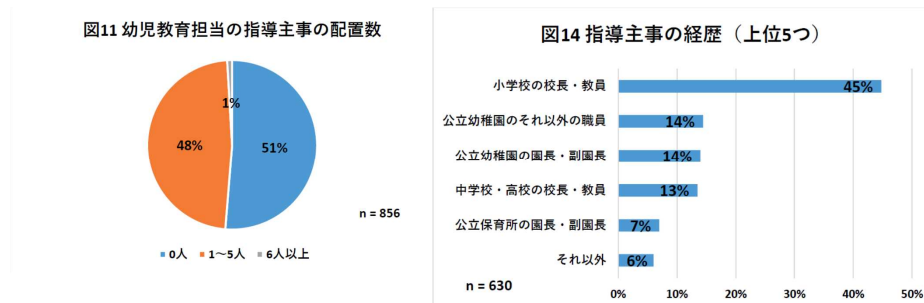 図11 幼児教育担当の指導主事の配置数
1%
48%
51%
n = 856
0人 1～5人 6人以上
図14 指導主事の経歴（上位5つ）
小学校の校長・教員 45%
公立幼稚園のそれ以外の職員 14%
公立幼稚園の園長・副園長 14%
中学校・高校の校長・教員 13%
公立保育所の園長・副園長 7%
それ以外 6%
n = 630
0% 10% 20% 30% 40% 50%